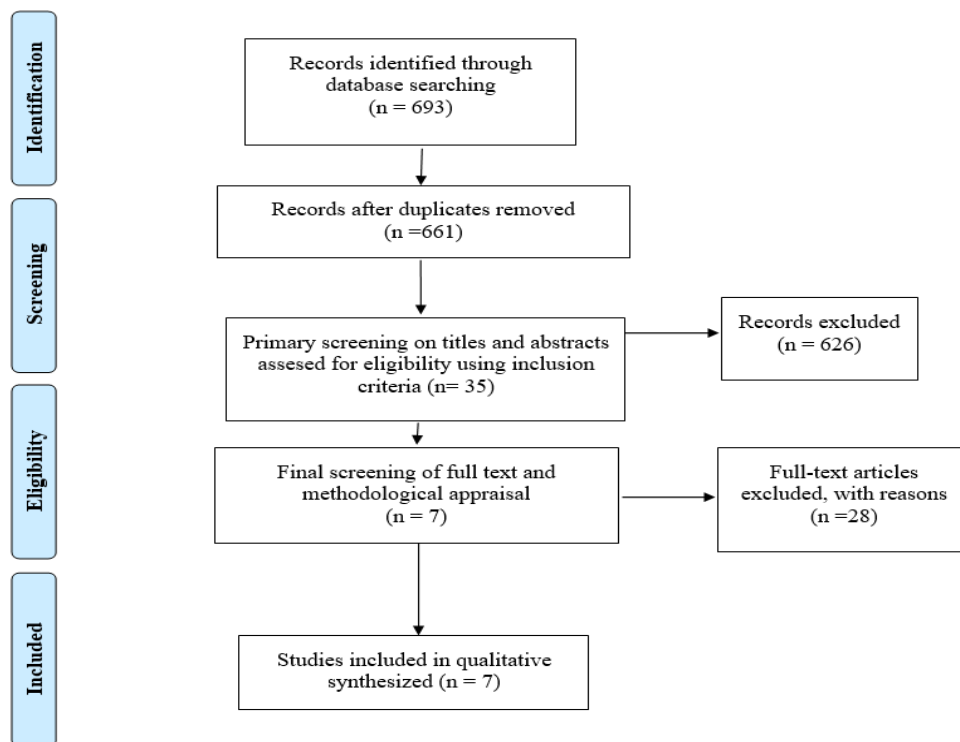 Identification
Records identified through
database searching
(n = 693)
Records after duplicates removed
(n =661)
Screening
Primary screening on titles and abstracts
assesed for eligibility using inclusion
criteria (n= 35)
Records excluded
(n = 626)
Eligibility
Final screening of full text and
methodological appraisal
(n = 7)
Full-text articles
excluded, with reasons
(n =28)
Included
Studies included in qualitative
synthesized (n = 7)